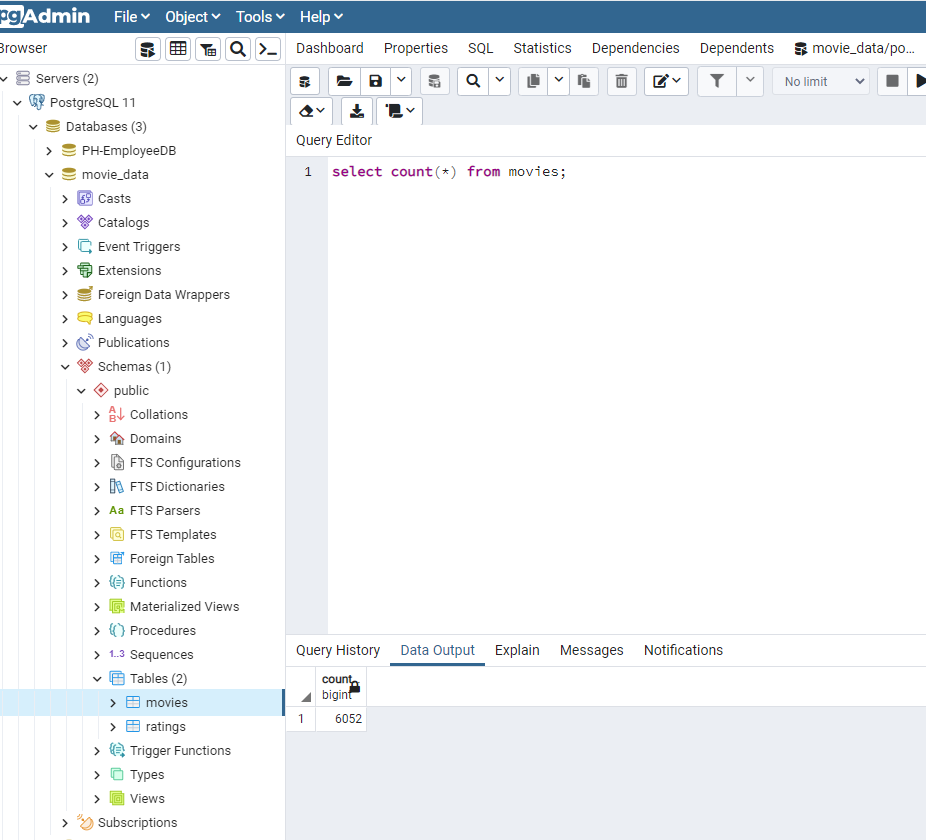 pgAdmin File Object Tools Help
Browser
Dashboard Properties SQL Statistics Dependencies Dependents movie_data/po...
No limit
Servers (2)
PostgreSQL 11
Databases (3)
PH-EmployeeDB
movie_data
Casts
Catalogs
Event Triggers
Extensions
Foreign Data Wrappers
Languages
Publications
Schemas (1)
public
Collations
Domains
FTS Configurations
FTS Dictionaries
Aa FTS Parsers
FTS Templates
Foreign Tables
Functions
Materialized Views
Procedures
1..3 Sequences
Tables (2)
movies
ratings
Trigger Functions
Types
Views
Subscriptions
Query Editor
1 select count(*) from movies;
Query History Data Output Explain Messages Notifications
count
bigint
1 6052